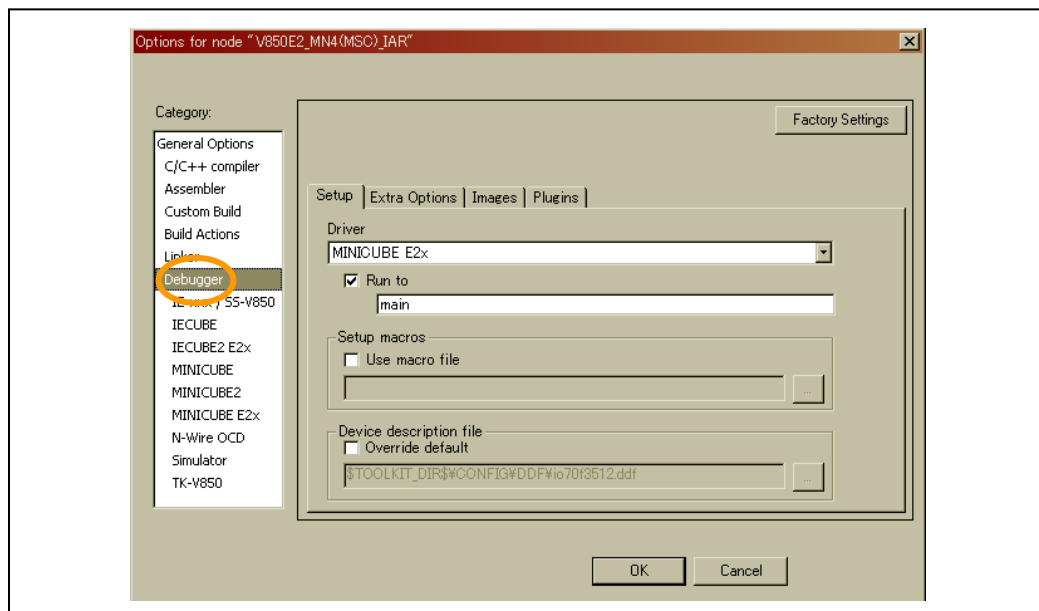 Options for node "V850E2_MN4(MSC)_IAR"
Category:
General Options
C/C++ compiler
Assembler
Custom Build
Build Actions
Linker
Debugger
IE-xxx / SS-V850
IECUBE
IECUBE2 E2x
MINICUBE
MINICUBE2
MINICUBE E2x
N-Wire OCD
Simulator
TK-V850
Factory Settings
Setup Extra Options Images Plugins
Driver
MINICUBE E2x
Run to
main
Setup macros
Use macro file
...
Device description file
Override default
$TOOLKIT_DIR$¥CONFIG¥DDF¥io70f3512.ddf
...
OK Cancel